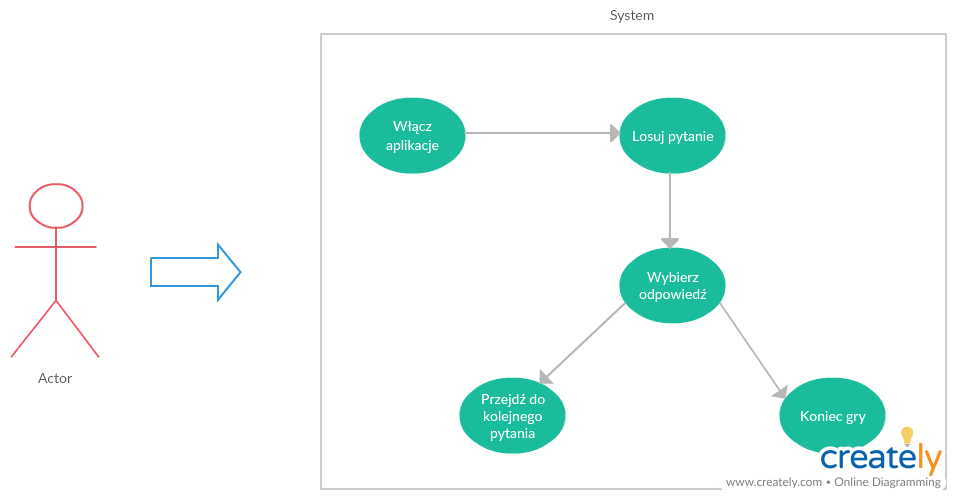 System
Włącz
aplikacje
Losuj pytanie
Wybierz
odpowiedź
Actor
Przejdź do
kolejnego
pytania
Koniec gry
creately
www.creately.com • Online Diagramming